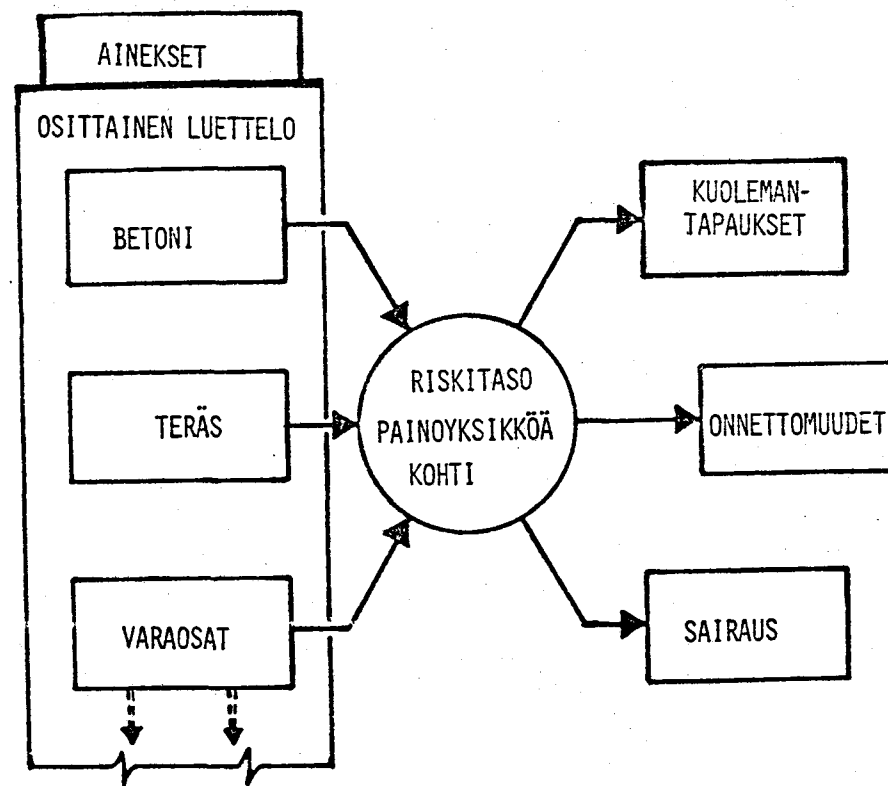 AINEKSET
OSITTAINEN LUETTELO
BETONI
TERÄS
VARAOSAT
RISKITASO
PAINOYKSIKKÖÄ
KOHTI
KUOLEMAN-
TAPAUKSET
ONNETTOMUUDET
SAIRAUS